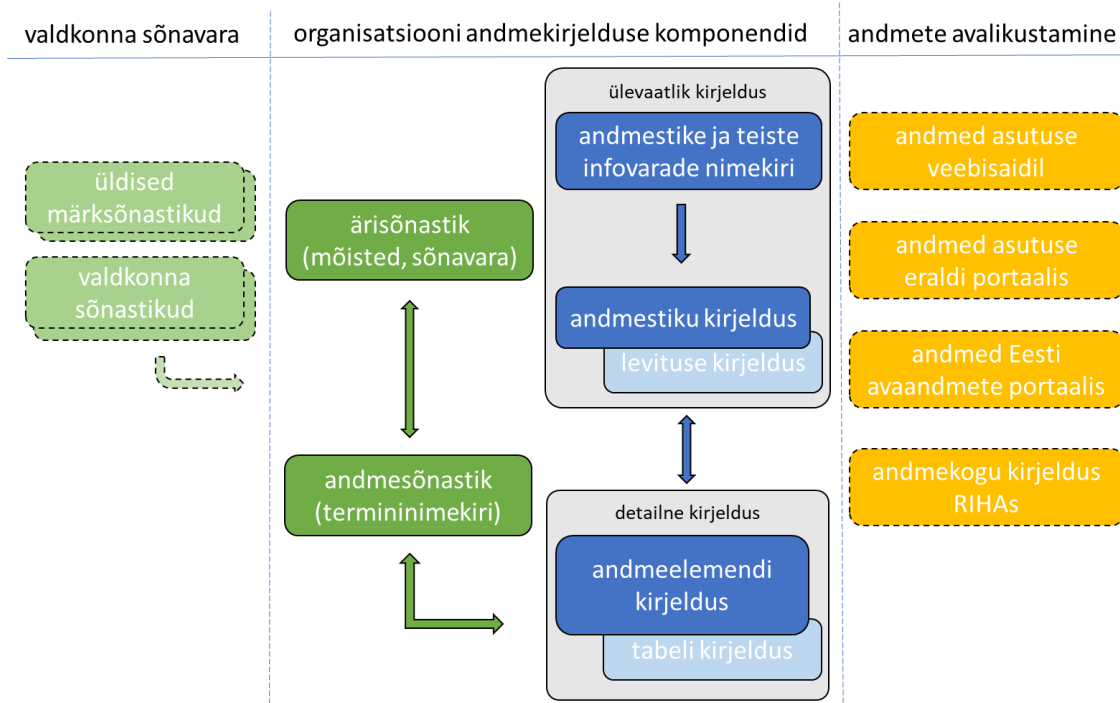 valdkonna sõnavara
organisatsiooni andmekirjelduse komponendid
andmete avalikustamine
üldised
märksõnastikud
valdkonna
sõnastikud
ärisõnastik
(mõisted, sõnavara)
andmesõnastik
(termininimekiri)
ülevaatlik kirjeldus
andmestike ja teiste
infovarade nimekiri
andmestiku kirjeldus
levituse kirjeldus
detailne kirjeldus
andmeelemendi
kirjeldus
tabeli kirjeldus
andmed asutuse
veebisaidil
andmed asutuse
eraldi portaalis
andmed Eesti
avaandmete portaalis
andmekogu kirjeldus
RIHAs